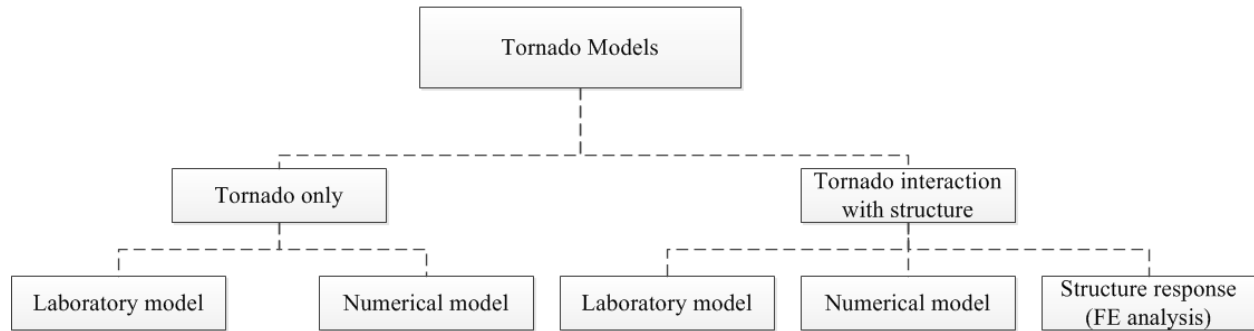 Tornado Models
Tornado only
Tornado interaction
with structure
Laboratory model
Numerical model
Laboratory model
Numerical model
Structure response
(FE analysis)